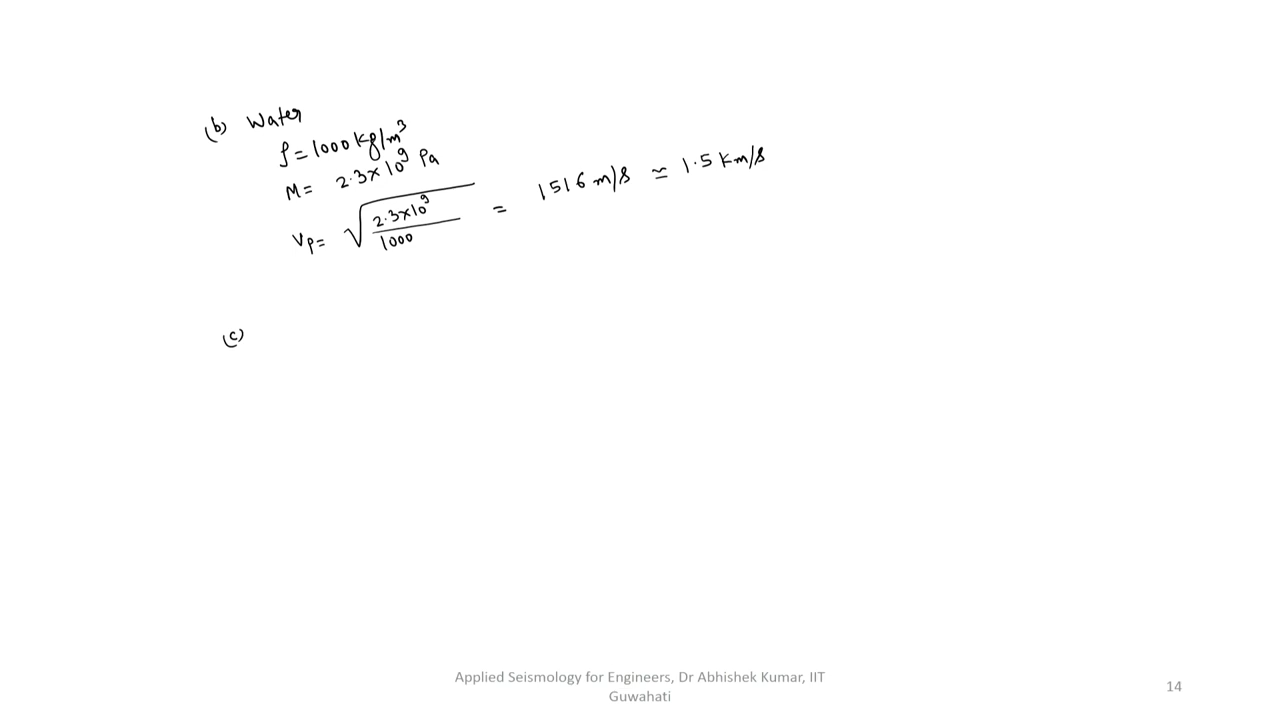 (b) Water
ρ = 1000 kg/m³
M = 2.3×10⁹ Pa
Vp = √(2.3×10⁹/1000) = 1516 m/s ≃ 1.5 Km/s
(c)
Applied Seismology for Engineers, Dr Abhishek Kumar, IIT
Guwahati
14